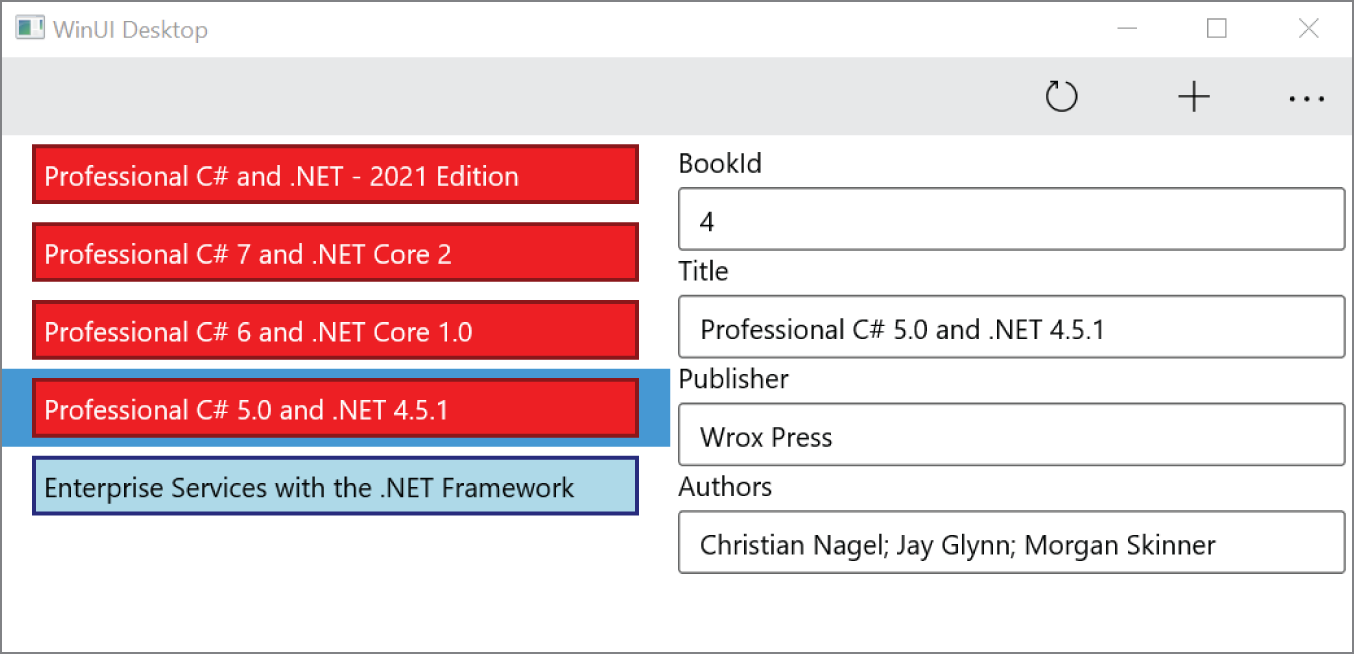 WinUI Desktop
Professional C# and .NET - 2021 Edition
Professional C# 7 and .NET Core 2
Professional C# 6 and .NET Core 1.0
Professional C# 5.0 and .NET 4.5.1
Enterprise Services with the .NET Framework
BookId
4
Title
Professional C# 5.0 and .NET 4.5.1
Publisher
Wrox Press
Authors
Christian Nagel; Jay Glynn; Morgan Skinner